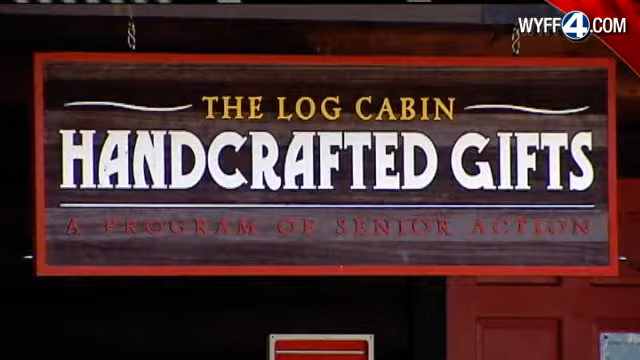 WYFF4.COM
THE LOG CABIN
HANDCRAFTED GIFTS
A PROGRAM OF SENIOR ACTION